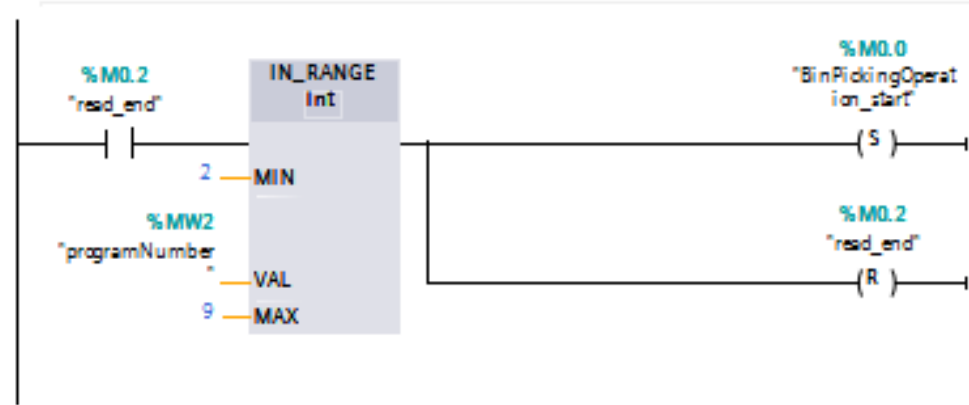 %M0.2
"read_end"
IN_RANGE
Int
2
MIN
%MW2
"programNumber
"
VAL
9
MAX
%M0.0
"BinPickingOperat
ion_start"
( S )
%M0.2
"read_end"
( R )